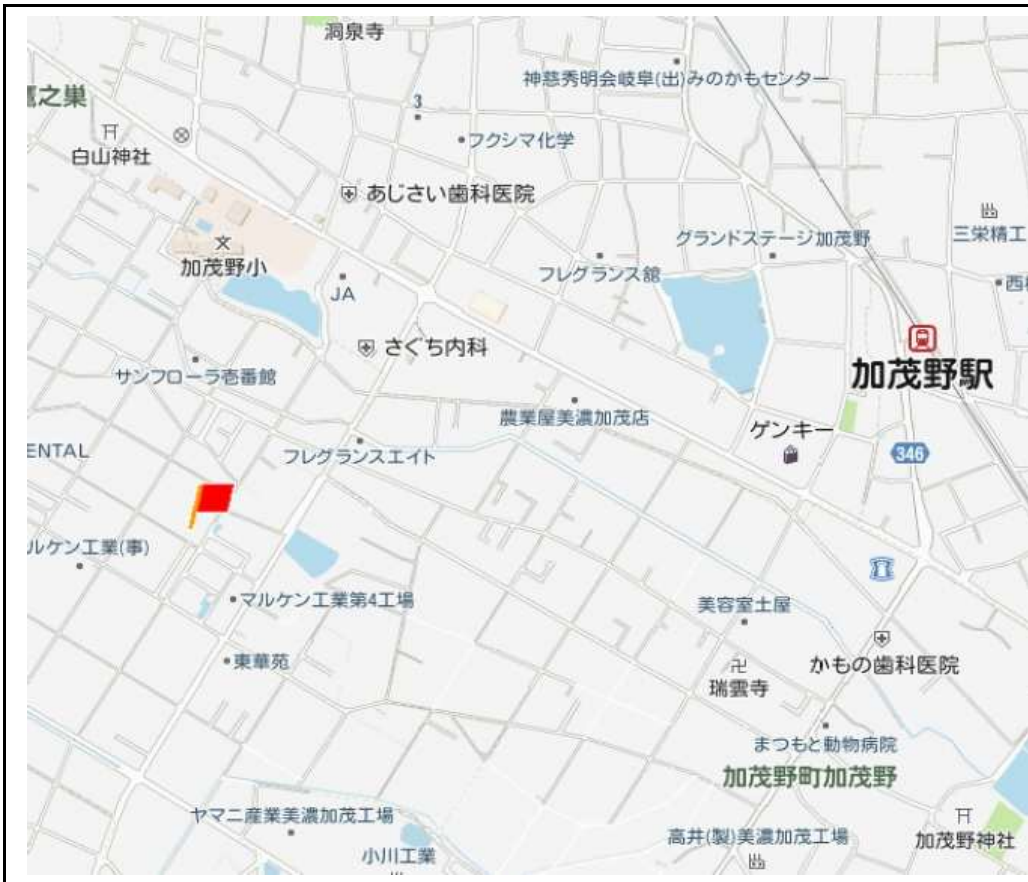 洞泉寺
神慈秀明会岐阜(出)みのかもセンター
鷹之巣
3
フクシマ化学
白山神社
あじさい歯科医院
三栄精工
グランドステージ加茂野
加茂野小
フレグランス舘
JA
さぐち内科
加茂野駅
サンフローラ壱番館
農業屋美濃加茂店
ゲンキー
ENTAL
フレグランスエイト
346
ルケン工業(事)
マルケン工業第4工場
美容室土屋
東華苑
かもの歯科医院
瑞雲寺
まつもと動物病院
加茂野町加茂野
ヤマニ産業美濃加茂工場
高井(製)美濃加茂工場
加茂野神社
小川工業